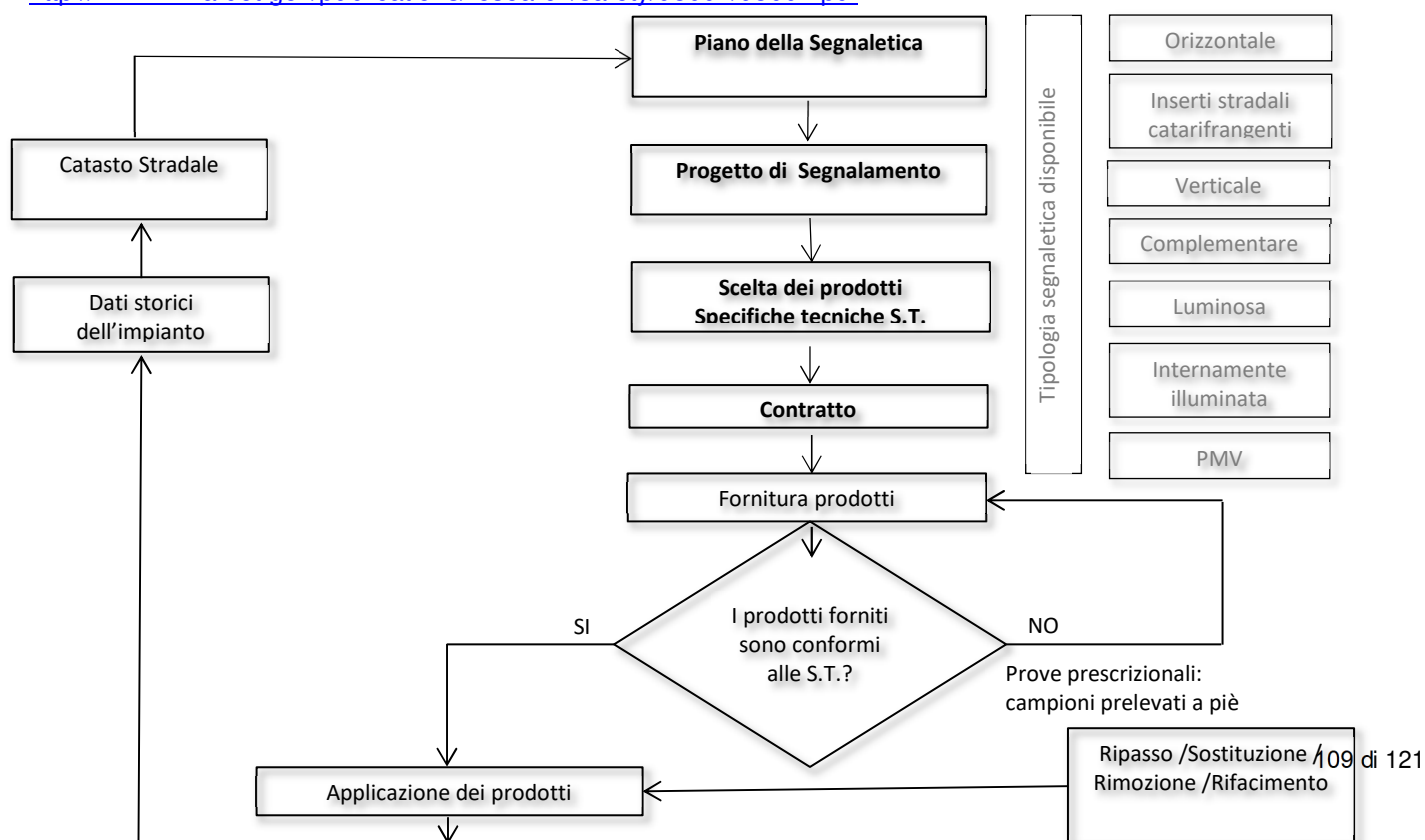 Piano della Segnaletica
Catasto Stradale
Progetto di Segnalamento
Dati storici
dell'impianto
Scelta dei prodotti
Specifiche tecniche S.T.
Contratto
Fornitura prodotti
Tipologia segnaletica disponibile
Orizzontale
Inserti stradali
catarifrangenti
Verticale
Complementare
Luminosa
Internamente
illuminata
PMV
SI
I prodotti forniti
sono conformi
alle S.T.?
NO
Prove prescrizionali:
campioni prelevati a piè
Applicazione dei prodotti
Ripasso /Sostituzione /
Rimozione /Rifacimento
109 di 121